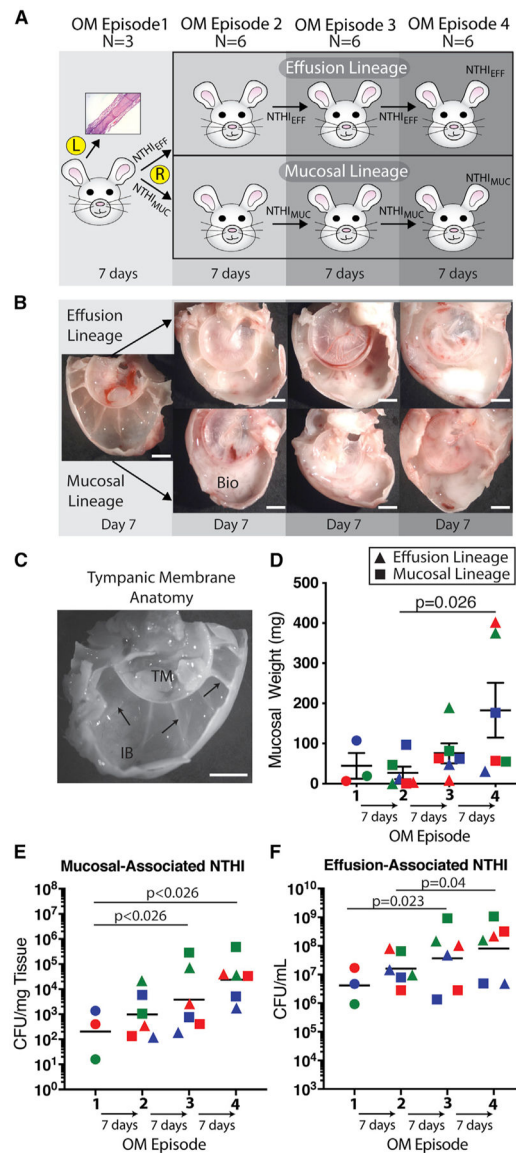 A
OM Episode1 OM Episode 2 OM Episode 3 OM Episode 4
N=3 N=6 N=6 N=6
Effusion Lineage
NTHIEFF
L
NTHIEFF
NTHIEFF NTHIEFF
R
Mucosal Lineage
NTHIMUC
NTHIMUC
NTHIMUC NTHIMUC
7 days 7 days 7 days 7 days
B
Effusion
Lineage
Mucosal
Lineage
Bio
Day 7 Day 7 Day 7 Day 7
C
Tympanic Membrane
Anatomy
TM
IB
D
Effusion Lineage
Mucosal Lineage
p=0.026
Mucosal Weight (mg)
500
400
300
200
100
0
1 2 3 4
7 days 7 days 7 days
OM Episode
E
Mucosal-Associated NTHI
p<0.026
p<0.026
CFU/mg Tissue
10⁸
10⁷
10⁶
10⁵
10⁴
10³
10²
10¹
10⁰
1 2 3 4
7 days 7 days 7 days
OM Episode
F
Effusion-Associated NTHI
p=0.04
p=0.023
CFU/mL
10¹⁰
10⁹
10⁸
10⁷
10⁶
10⁵
10⁴
10³
1 2 3 4
7 days 7 days 7 days
OM Episode